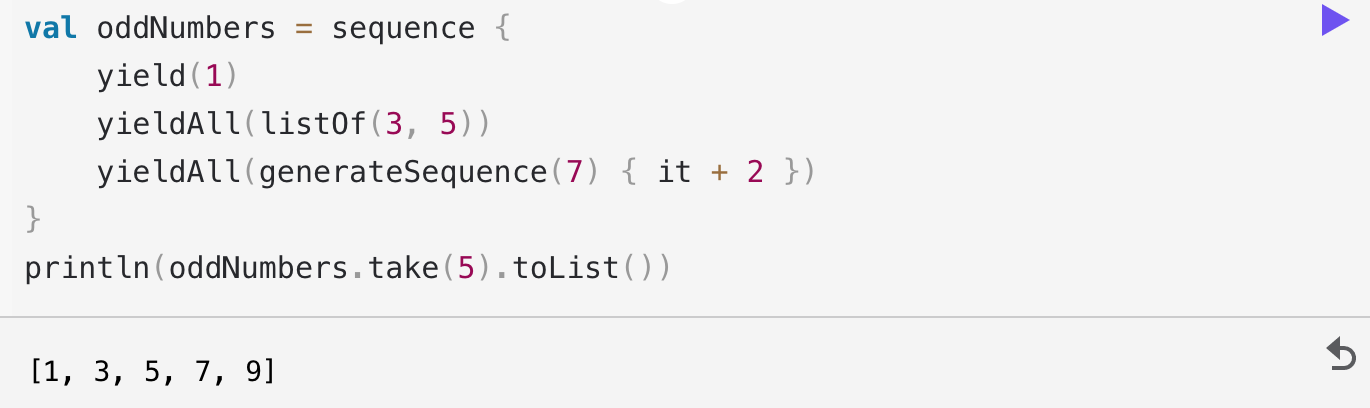 val oddNumbers = sequence {
    yield(1)
    yieldAll(listOf(3, 5))
    yieldAll(generateSequence(7) { it + 2 })
}
println(oddNumbers.take(5).toList())
[1, 3, 5, 7, 9]